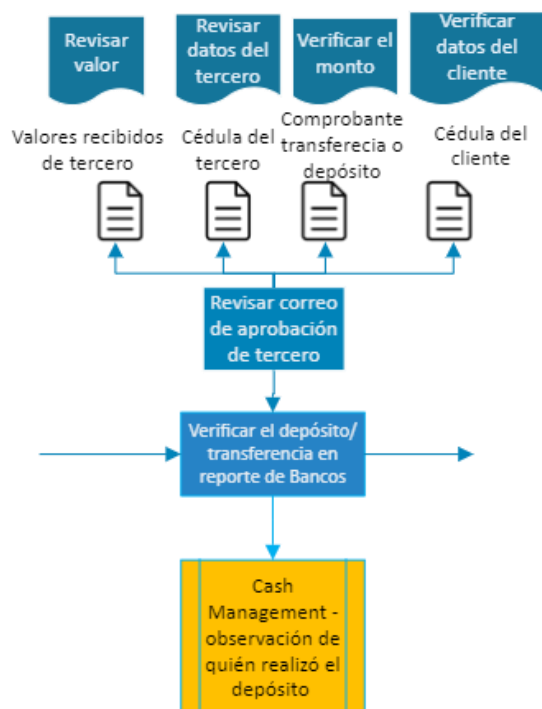 Revisar
valor
Revisar
datos del
tercero
Verificar el
monto
Verificar
datos del
cliente
Valores recibidos
de tercero
Cédula del
tercero
Comprobante
transferecia o
depósito
Cédula del
cliente
Revisar correo
de aprobación
de tercero
Verificar el depósito/
transferencia en
reporte de Bancos
Cash
Management -
observación de
quién realizó el
depósito